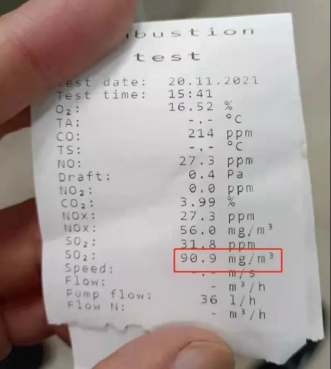 bustion
test
est date: 20.11.2021
Test time: 15:41
O₂: 16.52 %
TA: -.- °C
CO: 214 ppm
TS: -.- °C
NO: 27.3 ppm
Draft: 0.4 Pa
NO₂: 0.0 ppm
CO₂: 3.99 %
NOx: 27.3 ppm
NOx: 56.0 mg/m³
SO₂: 31.8 ppm
SO₂: 90.9 mg/m³
Speed: -.- m/s
Flow: - m³/h
Pump flow: 36 l/h
Flow N: - m³/h